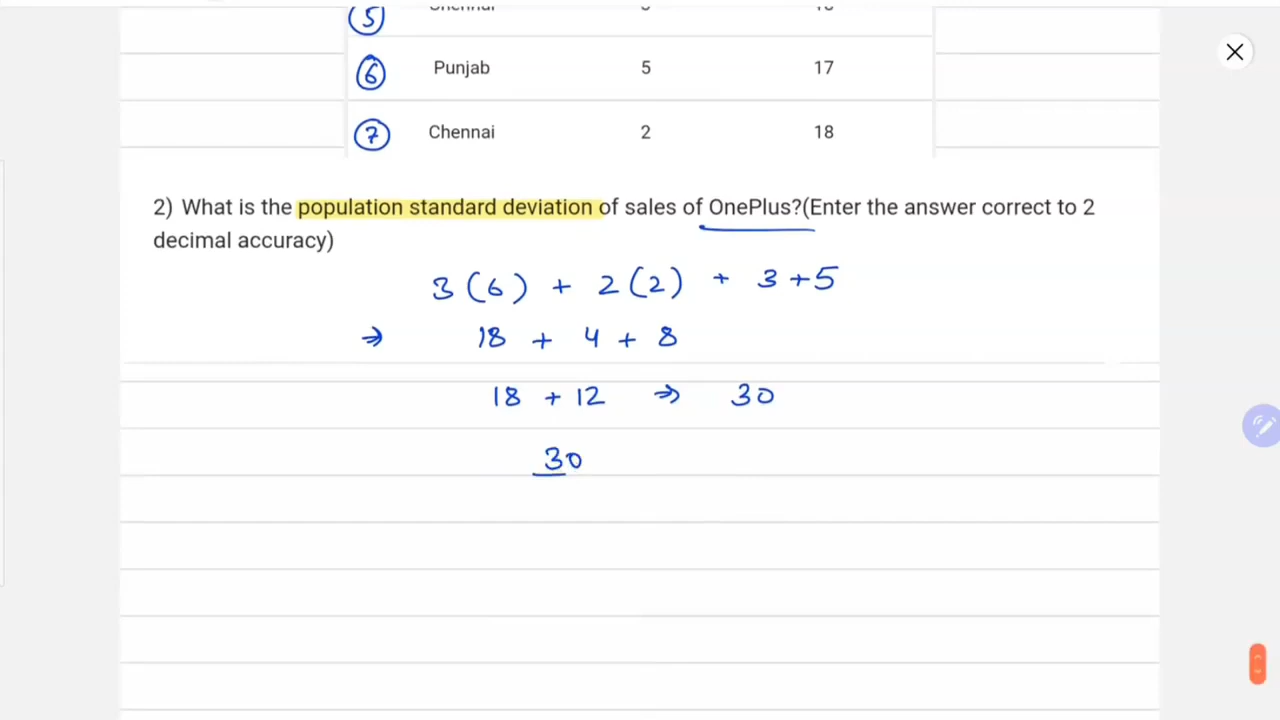 5
6 Punjab 5 17
7 Chennai 2 18
2) What is the population standard deviation of sales of OnePlus?(Enter the answer correct to 2
decimal accuracy)
3 (6) + 2 (2) + 3 + 5
⇒ 18 + 4 + 8
18 + 12 ⇒ 30
30